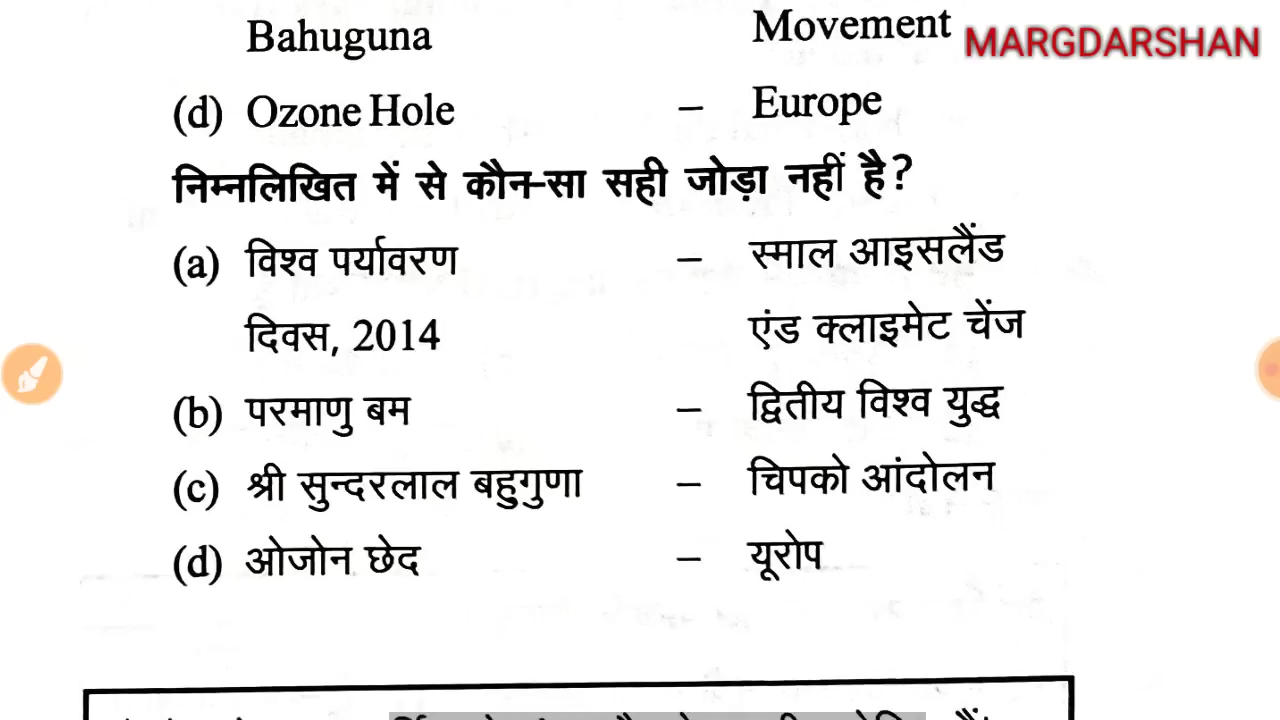 Bahuguna Movement
MARGDARSHAN
(d) Ozone Hole – Europe
निम्नलिखित में से कौन-सा सही जोड़ा नहीं है?
(a) विश्व पर्यावरण – स्माल आइसलैंड
दिवस, 2014 एंड क्लाइमेट चेंज
(b) परमाणु बम – द्वितीय विश्व युद्ध
(c) श्री सुन्दरलाल बहुगुणा – चिपको आंदोलन
(d) ओजोन छेद – यूरोप